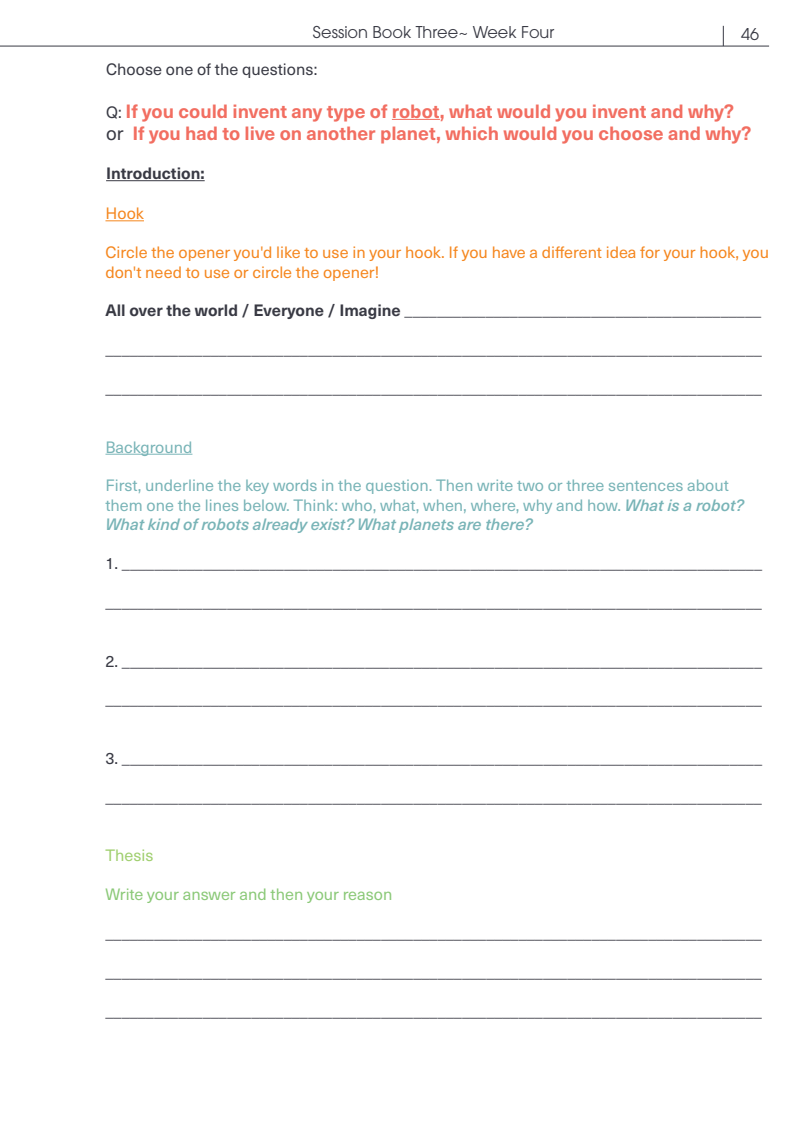 Session Book Three~ Week Four
46
Choose one of the questions:
Q: If you could invent any type of robot, what would you invent and why?
or If you had to live on another planet, which would you choose and why?
Introduction:
Hook
Circle the opener you'd like to use in your hook. If you have a different idea for your hook, you
don't need to use or circle the opener!
All over the world / Everyone / Imagine
Background
First, underline the key words in the question. Then write two or three sentences about
them one the lines below. Think: who, what, when, where, why and how. What is a robot?
What kind of robots already exist? What planets are there?
1.
2.
3.
Thesis
Write your answer and then your reason